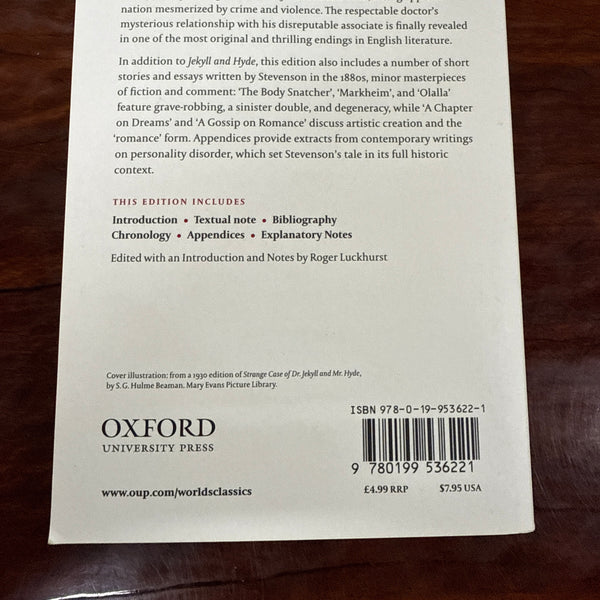 nation mesmerized by crime and violence. The respectable doctor's
mysterious relationship with his disreputable associate is finally revealed
in one of the most original and thrilling endings in English literature.
In addition to Jekyll and Hyde, this edition also includes a number of short
stories and essays written by Stevenson in the 1880s, minor masterpieces
of fiction and comment: 'The Body Snatcher', 'Markheim', and 'Olalla'
feature grave-robbing, a sinister double, and degeneracy, while 'A Chapter
on Dreams' and 'A Gossip on Romance' discuss artistic creation and the
'romance' form. Appendices provide extracts from contemporary writings
on personality disorder, which set Stevenson's tale in its full historic
context.
THIS EDITION INCLUDES
Introduction • Textual note • Bibliography
Chronology • Appendices • Explanatory Notes
Edited with an Introduction and Notes by Roger Luckhurst
Cover illustration: from a 1930 edition of Strange Case of Dr. Jekyll and Mr. Hyde,
by S. G. Hulme Beaman. Mary Evans Picture Library.
OXFORD
UNIVERSITY PRESS
www.oup.com/worldsclassics
ISBN 978-0-19-953622-1
9 780199 536221
£4.99 RRP $7.95 USA